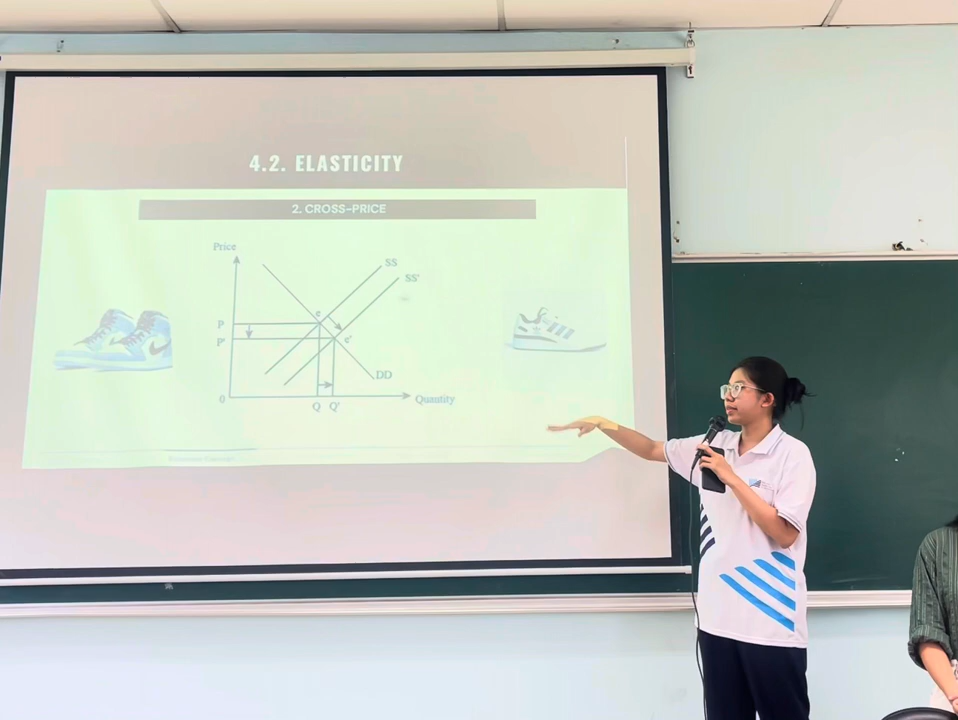 4.2. ELASTICITY
2. CROSS-PRICE
Price
SS
SS'
e
P
P'
e'
DD
0
Q Q'
Quantity